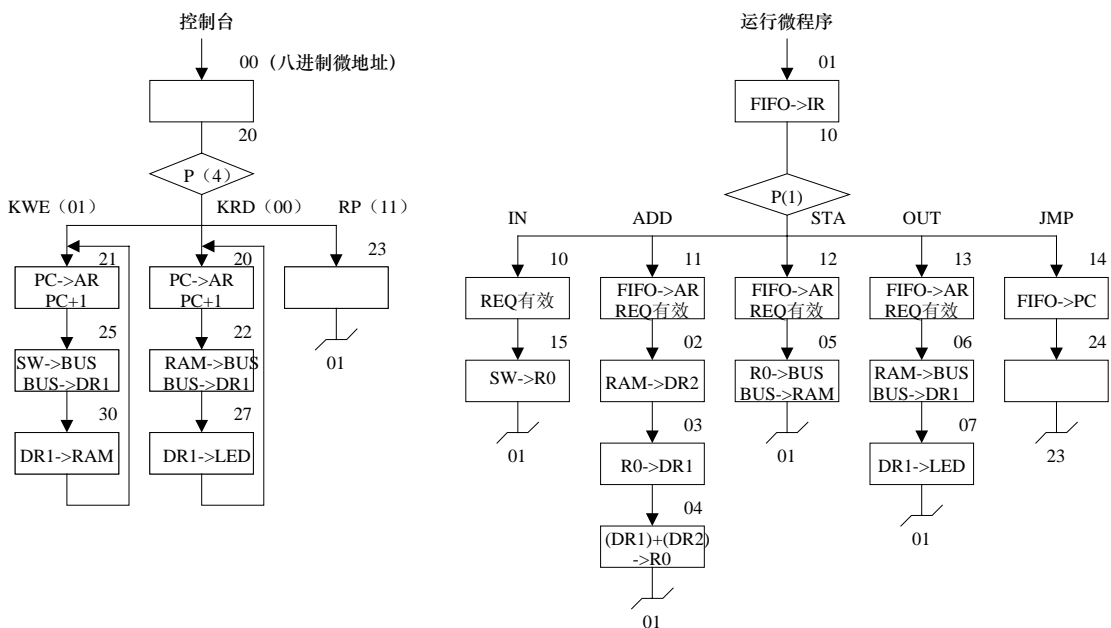 控制台
00（八进制微地址）
20
P（4）
KWE（01）
KRD（00）
RP（11）
21
PC->AR
PC+1
25
SW->BUS
BUS->DR1
30
DR1->RAM
20
PC->AR
PC+1
22
RAM->BUS
BUS->DR1
27
DR1->LED
23
01
运行微程序
01
FIFO->IR
10
P(1)
IN
ADD
STA
OUT
JMP
10
REQ有效
15
SW->R0
01
11
FIFO->AR
REQ有效
02
RAM->DR2
03
R0->DR1
04
(DR1)+(DR2)
->R0
01
12
FIFO->AR
REQ有效
05
R0->BUS
BUS->RAM
01
13
FIFO->AR
REQ有效
06
RAM->BUS
BUS->DR1
07
DR1->LED
01
14
FIFO->PC
24
23